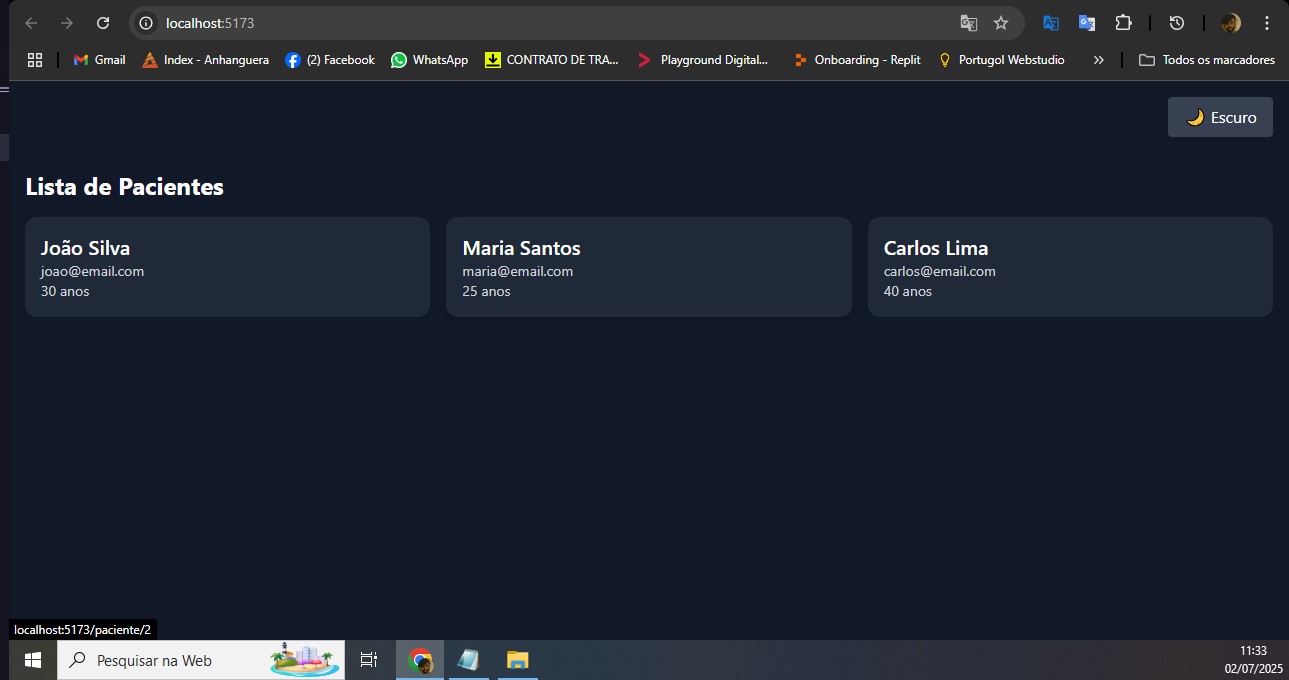 localhost:5173
Gmail
Index - Anhanguera
(2) Facebook
WhatsApp
CONTRATO DE TRA...
Playground Digital...
Onboarding - Replit
Portugol Webstudio
Todos os marcadores
Escuro
Lista de Pacientes
João Silva
joao@email.com
30 anos
Maria Santos
maria@email.com
25 anos
Carlos Lima
carlos@email.com
40 anos
localhost:5173/paciente/2
Pesquisar na Web
11:33
02/07/2025